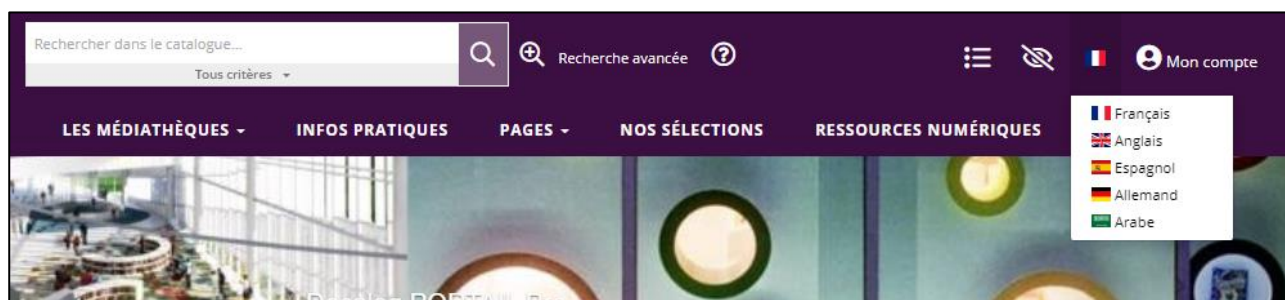 Rechercher dans le catalogue...
Tous critères
Recherche avancée
Mon compte
LES MÉDIATHÈQUES
INFOS PRATIQUES
PAGES
NOS SÉLECTIONS
RESSOURCES NUMÉRIQUES
Français
Anglais
Espagnol
Allemand
Arabe